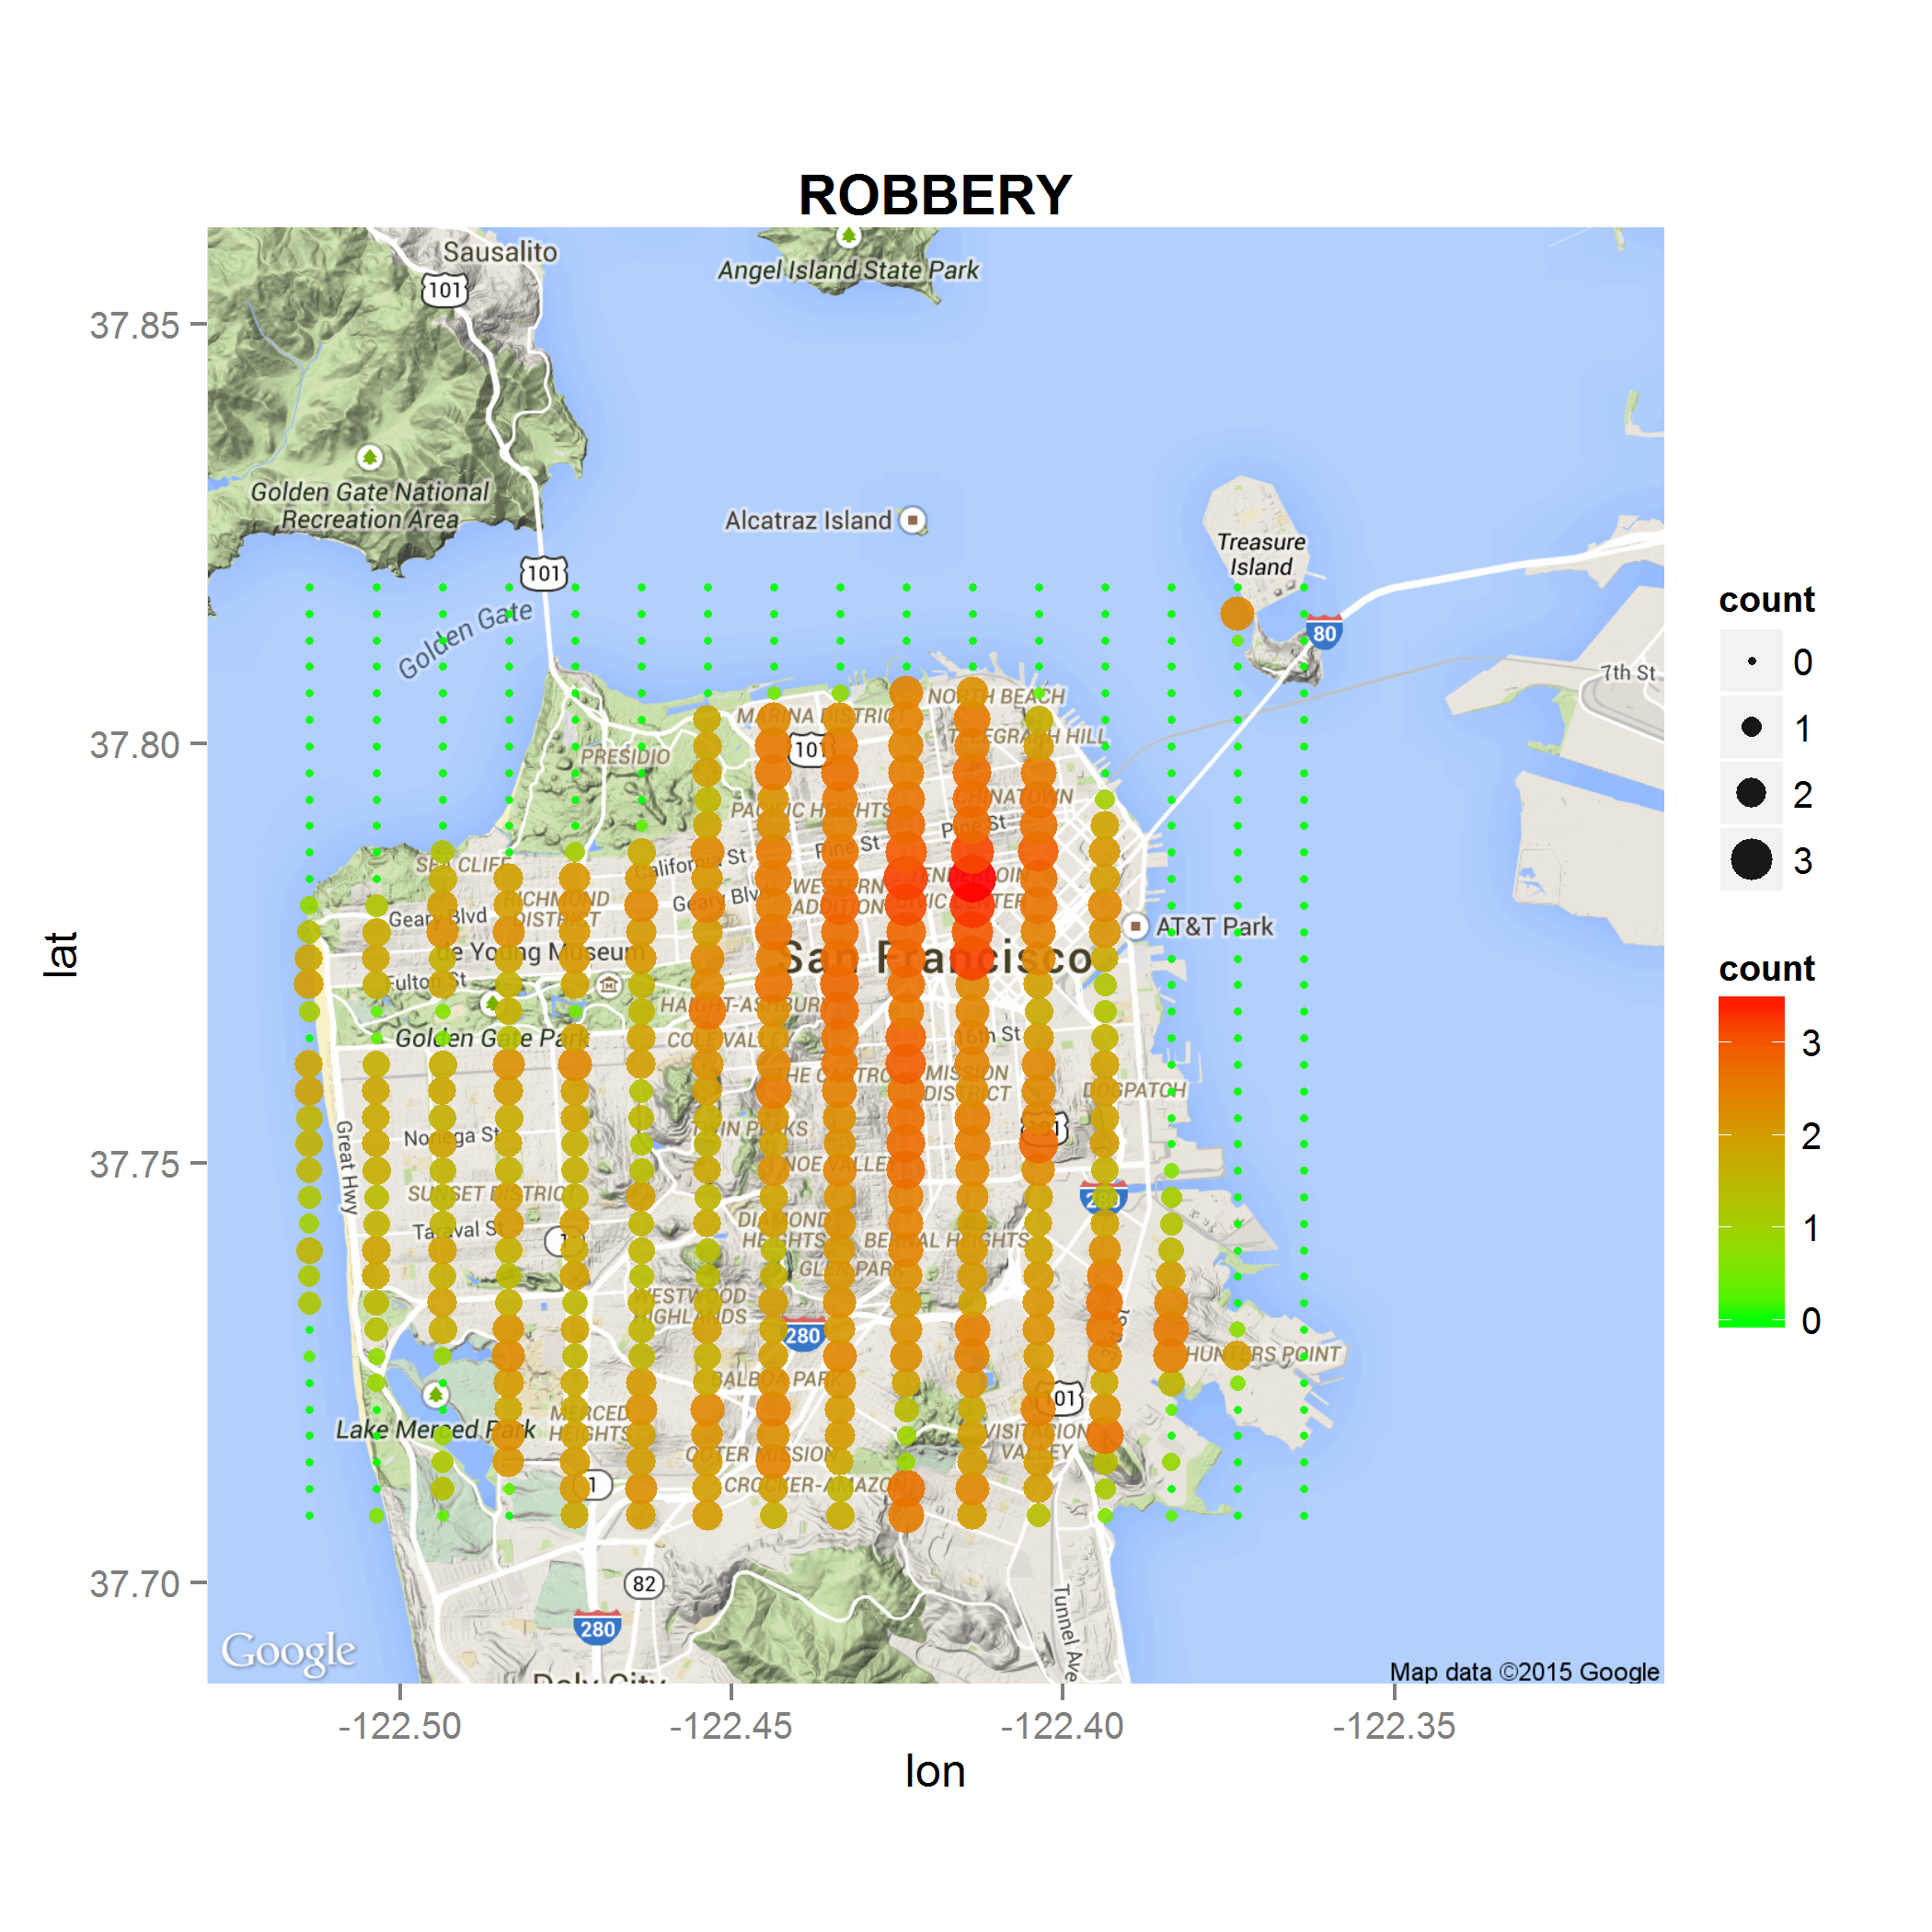 ROBBERY
Sausalito
101
Angel Island State Park
37.85
Golden Gate National
Recreation Area
Alcatraz Island
Treasure
Island
101
Golden Gate
80
7th St
count
0
1
2
3
NORTH BEACH
MARINA DISTRICT
TELEGRAPH HILL
37.80
101
PRESIDIO
CHINATOWN
PACIFIC HEIGHTS
Pine St
Pine St
SEA CLIFF
California St
TENDERLOIN
WESTERN
ADDITION
CIVIC CENTER
RICHMOND
DISTRICT
Geary Blvd
Geary Blvd
AT&T Park
de Young Museum
San Francisco
lat
count
3
2
1
0
Fulton St
HAIGHT-ASHBURY
Golden Gate Park
COLE VALLEY
16th St
THE CASTRO
MISSION
DISTRICT
DOGPATCH
Great Hwy
Noriega St
TWIN PEAKS
101
37.75
NOE VALLEY
SUNSET DISTRICT
280
Taraval St
1
DIAMOND
HEIGHTS
BERNAL HEIGHTS
GLEN PARK
WESTWOOD
HIGHLANDS
280
3rd St
HUNTERS POINT
BALBOA PARK
101
Lake Merced Park
MERCED
HEIGHTS
VISITACION
VALLEY
OUTER MISSION
1
CROCKER-AMAZON
37.70
82
280
Tunnel Ave
Google
Daly City
Map data ©2015 Google
-122.50
-122.45
-122.40
-122.35
lon